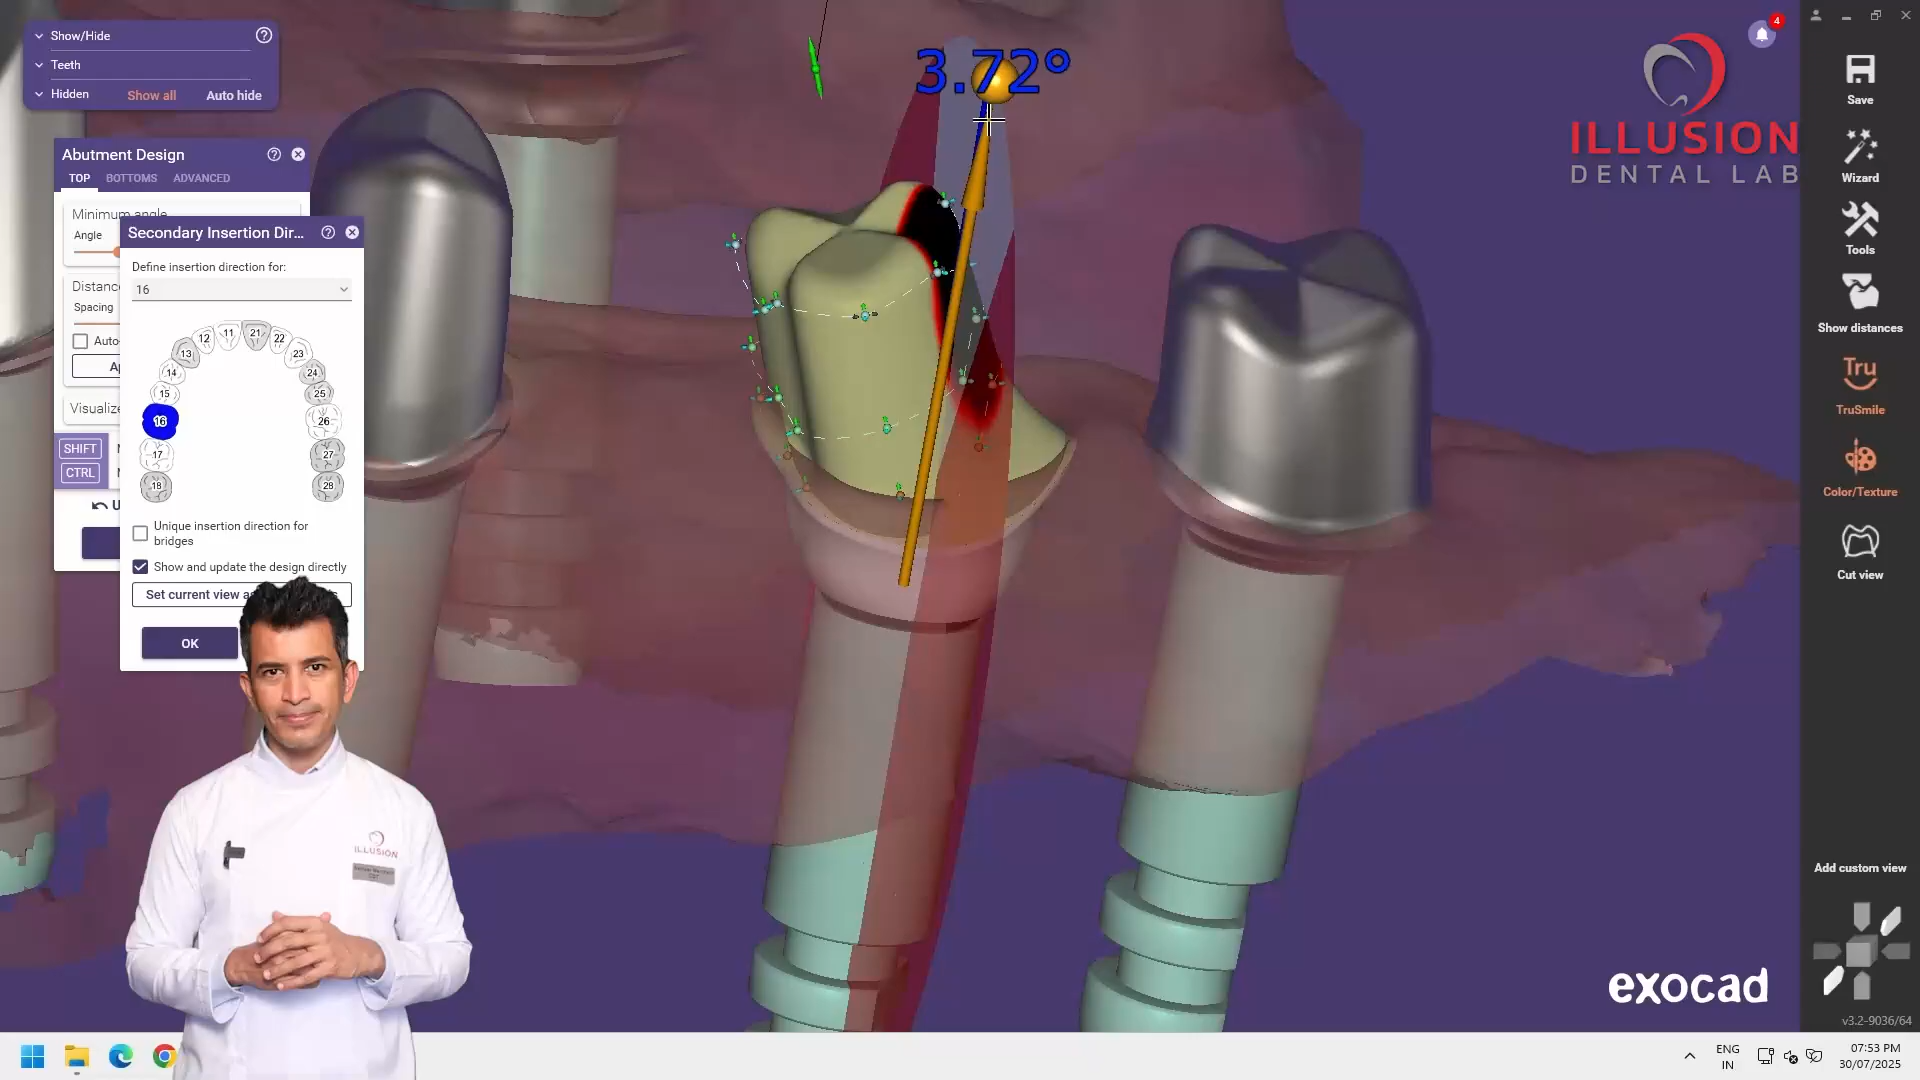 Show/Hide
Teeth
Hidden
Show all
Auto hide
Abutment Design
TOP
BOTTOMS
ADVANCED
Minimum angle
Angle
Distance
Spacing
Auto
Visualize
SHIFT
CTRL
Secondary Insertion Dir...
Define insertion direction for:
16
11
21
12
22
13
23
14
24
15
25
16
26
17
27
18
28
Unique insertion direction for
bridges
Show and update the design directly
Set current view
OK
3.72°
4
ILLUSION
DENTAL LAB
Save
Wizard
Tools
Show distances
Tru
TruSmile
Color/Texture
Cut view
Add custom view
exocad
v3.2-9036/64
ILLUSION
ENG
IN
07:53 PM
30/07/2025